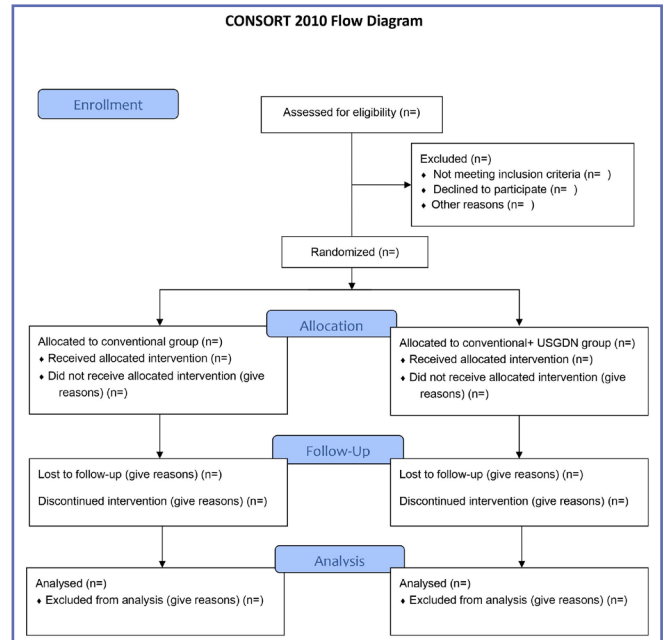 CONSORT 2010 Flow Diagram
Enrollment
Assessed for eligibility (n=)
Excluded (n=)
♦ Not meeting inclusion criteria (n= )
♦ Declined to participate (n= )
♦ Other reasons (n= )
Randomized (n=)
Allocation
Allocated to conventional group (n=)
♦ Received allocated intervention (n=)
♦ Did not receive allocated intervention (give
reasons) (n=)
Allocated to conventional+ USGDN group (n=)
♦ Received allocated intervention (n=)
♦ Did not receive allocated intervention (give
reasons) (n=)
Follow-Up
Lost to follow-up (give reasons) (n=)
Discontinued intervention (give reasons) (n=)
Lost to follow-up (give reasons) (n=)
Discontinued intervention (give reasons) (n=)
Analysis
Analysed (n=)
♦ Excluded from analysis (give reasons) (n=)
Analysed (n=)
♦ Excluded from analysis (give reasons) (n=)